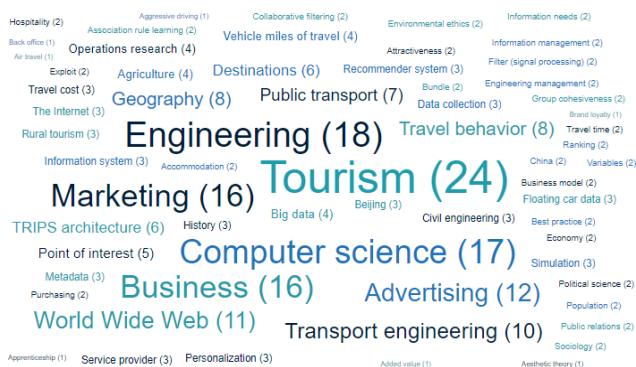 Aggressive driving (1)
Collaborative filtering (2)
Information needs (2)
Hospitality (2)
Association rule learning (2)
Environmental ethics (2)
Vehicle miles of travel (4)
Back office (1)
Operations research (4)
Attractiveness (2)
Information management (2)
Air travel (1)
Filter (signal processing) (2)
Exploit (2)
Agriculture (4)
Destinations (6)
Recommender system (3)
Travel cost (3)
Geography (8)
Public transport (7)
Bundle (2)
Engineering management (2)
Data collection (3)
Group cohesiveness (2)
The Internet (3)
Brand loyalty (1)
Rural tourism (3)
Engineering (18)
Travel behavior (8)
Travel time (2)
Ranking (2)
Information system (3)
Accommodation (2)
Tourism (24)
China (2)
Variables (2)
Marketing (16)
Business model (2)
Beijing (3)
Floating car data (3)
Big data (4)
Civil engineering (3)
TRIPS architecture (6)
History (3)
Best practice (2)
Economy (2)
Point of interest (5)
Computer science (17)
Simulation (3)
Metadata (3)
Business (16)
Advertising (12)
Political science (2)
Purchasing (2)
Population (2)
World Wide Web (11)
Transport engineering (10)
Public relations (2)
Sociology (2)
Apprenticeship (1)
Service provider (3)
Personalization (3)
Added value (1)
Aesthetic theory (1)